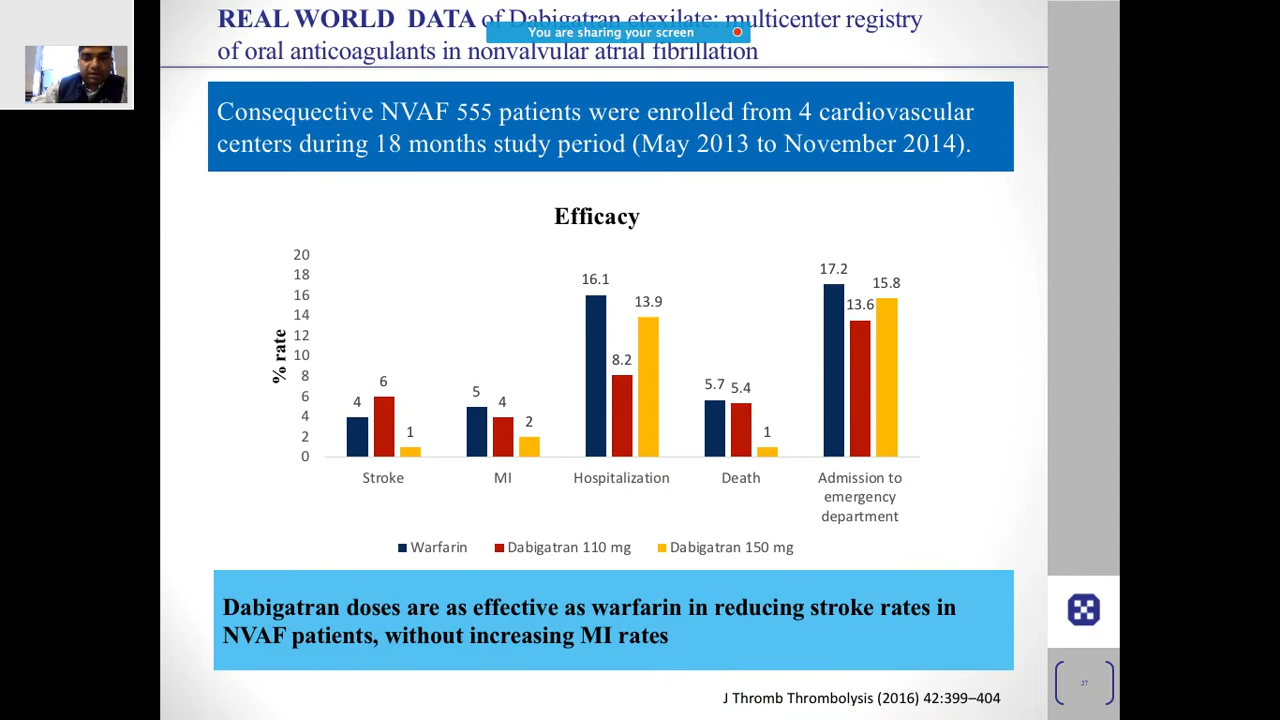 REAL WORLD DATA of Dabigatran etexilate: multicenter registry
You are sharing your screen
of oral anticoagulants in nonvalvular atrial fibrillation
Consequective NVAF 555 patients were enrolled from 4 cardiovascular
centers during 18 months study period (May 2013 to November 2014).
Efficacy
% rate
20
18
16
14
12
10
8
6
4
2
0
4
6
1
5
4
2
16.1
8.2
13.9
5.7
5.4
1
17.2
13.6
15.8
Stroke
MI
Hospitalization
Death
Admission to
emergency
department
Warfarin
Dabigatran 110 mg
Dabigatran 150 mg
Dabigatran doses are as effective as warfarin in reducing stroke rates in
NVAF patients, without increasing MI rates
J Thromb Thrombolysis (2016) 42:399–404
27